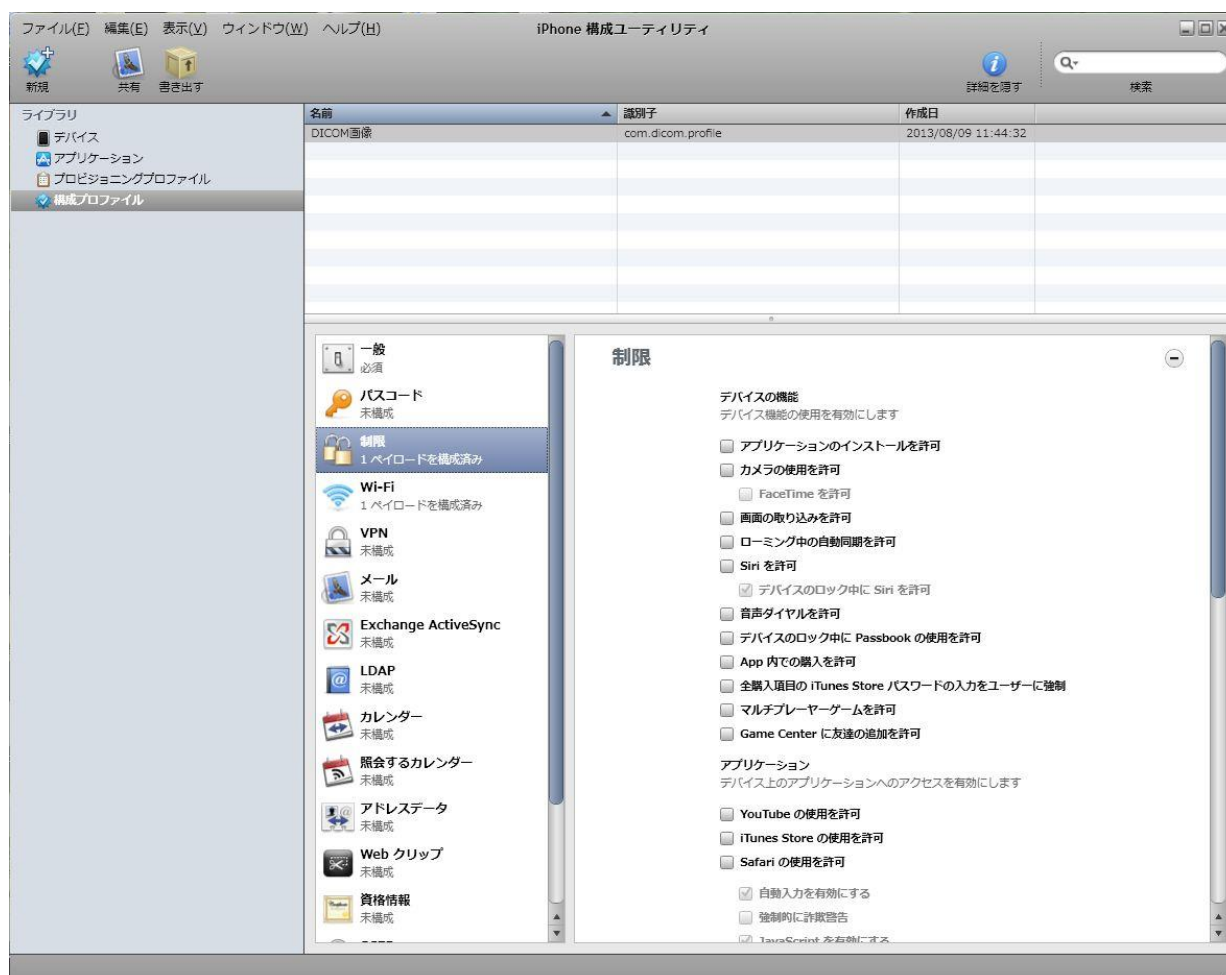 ファイル(F) 編集(E) 表示(V) ウィンドウ(W) ヘルプ(H) iPhone 構成ユーティリティ
新規 共有 書き出す 詳細を隠す 検索
ライブラリ
デバイス
アプリケーション
プロビジョニングプロファイル
構成プロファイル
名前 識別子 作成日
DICOM画像 com.dicom.profile 2013/08/09 11:44:32
一般
必須
パスコード
未構成
制限
1 ペイロードを構成済み
Wi-Fi
1 ペイロードを構成済み
VPN
未構成
メール
未構成
Exchange ActiveSync
未構成
LDAP
未構成
カレンダー
未構成
照会するカレンダー
未構成
アドレスデータ
未構成
Web クリップ
未構成
資格情報
未構成
制限
デバイスの機能
デバイス機能の使用を有効にします
アプリケーションのインストールを許可
カメラの使用を許可
FaceTime を許可
画面の取り込みを許可
ローミング中の自動同期を許可
Siri を許可
デバイスのロック中に Siri を許可
音声ダイヤルを許可
デバイスのロック中に Passbook の使用を許可
App 内での購入を許可
全購入項目の iTunes Store パスワードの入力をユーザーに強制
マルチプレーヤーゲームを許可
Game Center に友達の追加を許可
アプリケーション
デバイス上のアプリケーションへのアクセスを有効にします
YouTube の使用を許可
iTunes Store の使用を許可
Safari の使用を許可
自動入力を有効にする
強制的に詐欺警告
JavaScript を有効にする